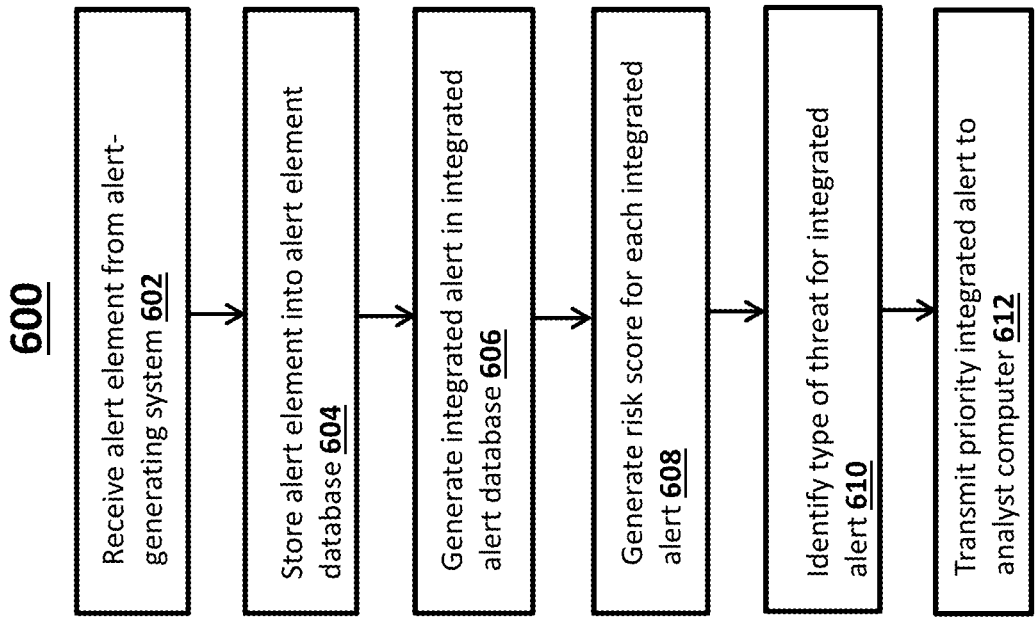 600
Receive alert element from alert-
generating system 602
Store alert element into alert element
database 604
Generate integrated alert in integrated
alert database 606
Generate risk score for each integrated
alert 608
Identify type of threat for integrated
alert 610
Transmit priority integrated alert to
analyst computer 612